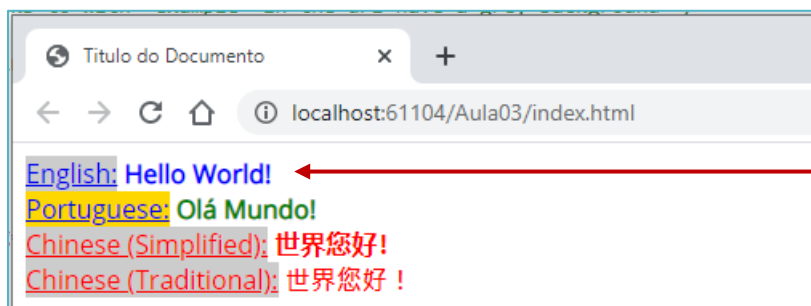 Titulo do Documento
localhost:61104/Aula03/index.html
English: Hello World!
Portuguese: Olá Mundo!
Chinese (Simplified): 世界您好!
Chinese (Traditional): 世界您好！